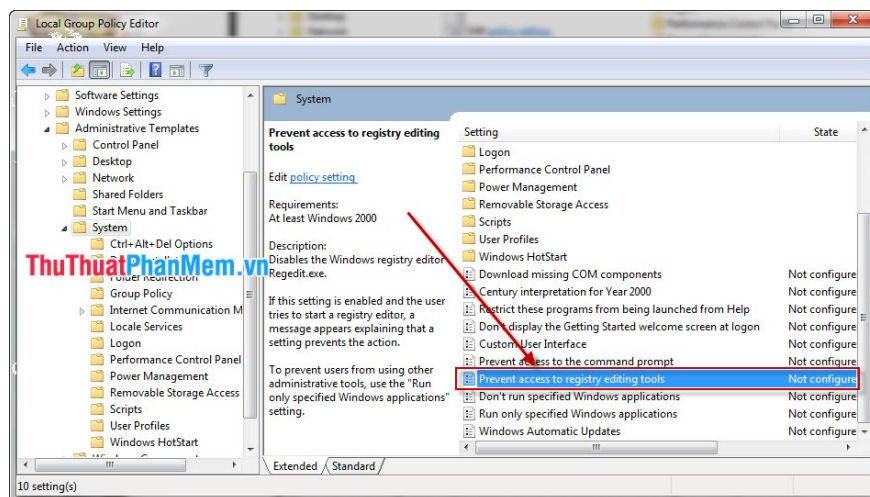 Local Group Policy Editor
File Action View Help
Software Settings
Windows Settings
Administrative Templates
Control Panel
Desktop
Network
Shared Folders
Start Menu and Taskbar
System
Ctrl+Alt+Del Options
Folder Redirection
Group Policy
Internet Communication M
Locale Services
Logon
Performance Control Panel
Power Management
Removable Storage Access
Scripts
User Profiles
Windows HotStart
ThuThuatPhanMem.vn
System
Prevent access to registry editing
tools
Edit policy setting
Requirements:
At least Windows 2000
Description:
Disables the Windows registry editor
Regedit.exe.
If this setting is enabled and the user
tries to start a registry editor, a
message appears explaining that a
setting prevents the action.
To prevent users from using other
administrative tools, use the "Run
only specified Windows applications"
setting.
Setting State
Logon
Performance Control Panel
Power Management
Removable Storage Access
Scripts
User Profiles
Windows HotStart
Download missing COM components Not configure
Century interpretation for Year 2000 Not configure
Restrict these programs from being launched from Help Not configure
Don't display the Getting Started welcome screen at logon Not configure
Custom User Interface Not configure
Prevent access to the command prompt Not configure
Prevent access to registry editing tools Not configure
Don't run specified Windows applications Not configure
Run only specified Windows applications Not configure
Windows Automatic Updates Not configure
Extended Standard
10 setting(s)